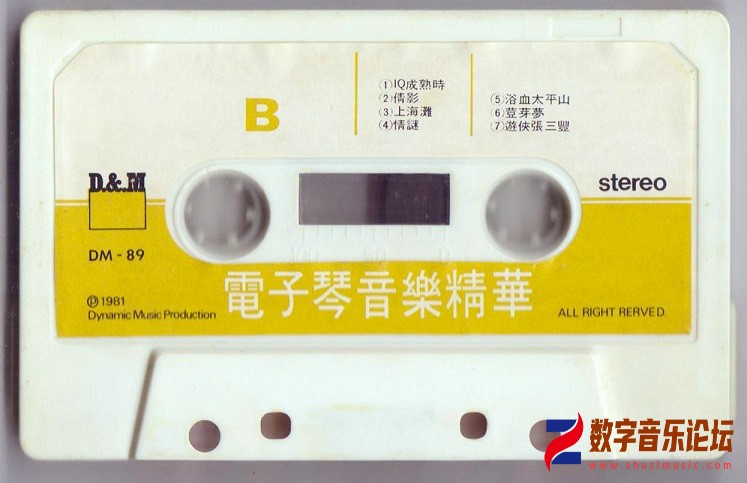 B
①IQ成熟時
②倩影
③上海灘
④情謎
⑤浴血太平山
⑥荳芽夢
⑦遊俠張三豐
D.&M
stereo
DM - 89
100 50 0
電子琴音樂精華
Ⓟ 1981
Dynamic Music Production
ALL RIGHT RERVED
数字音乐论坛
www.shuzimusic.com